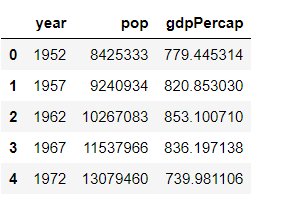 year pop gdpPercap
0 1952 8425333 779.445314
1 1957 9240934 820.853030
2 1962 10267083 853.100710
3 1967 11537966 836.197138
4 1972 13079460 739.981106